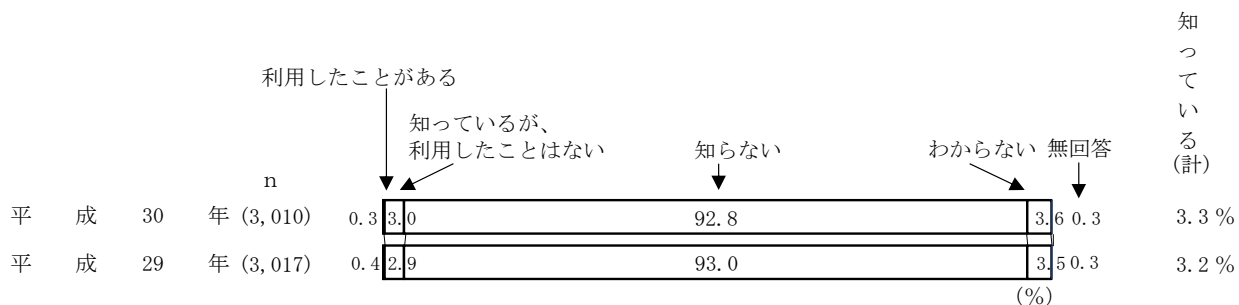 知っている(計)
利用したことがある
知っているが、
利用したことはない
知らない
わからない 無回答
n
平成30年(3,010) 0.3 3.0 92.8 3.6 0.3 3.3%
平成29年(3,017) 0.4 2.9 93.0 3.5 0.3 3.2%
(%)